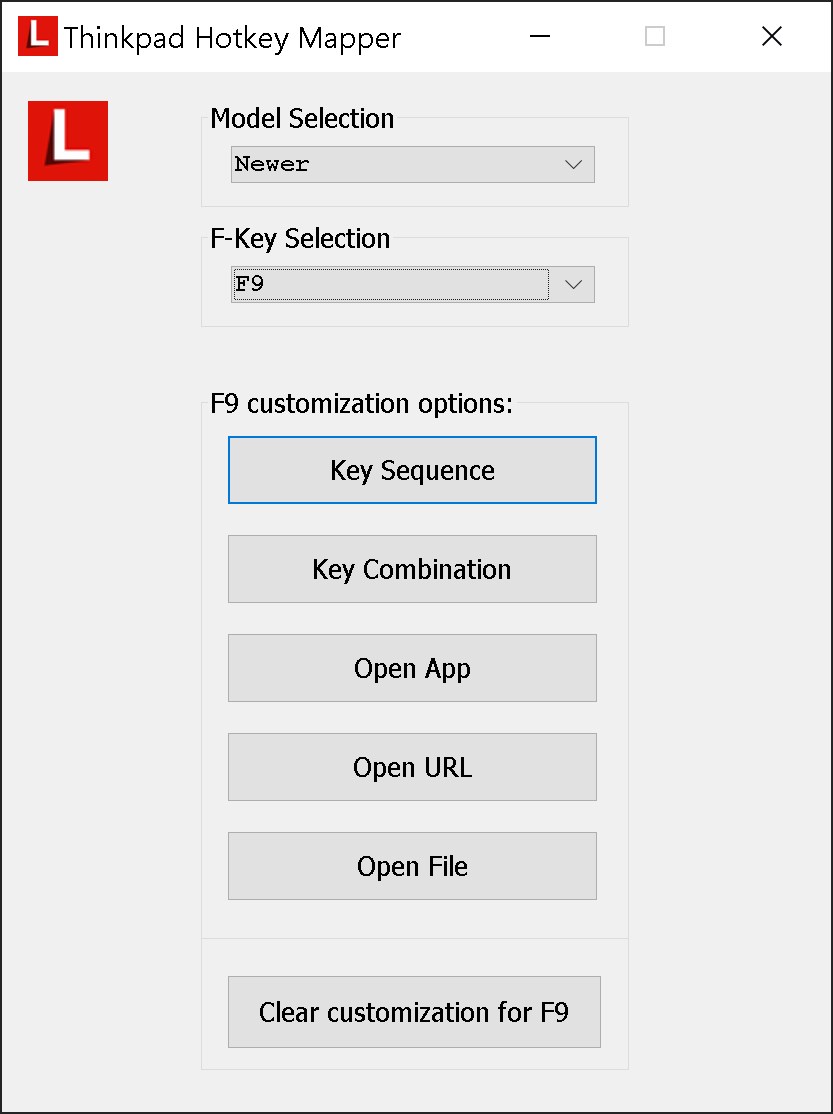 L Thinkpad Hotkey Mapper
L
Model Selection
Newer
F-Key Selection
F9
F9 customization options:
Key Sequence
Key Combination
Open App
Open URL
Open File
Clear customization for F9